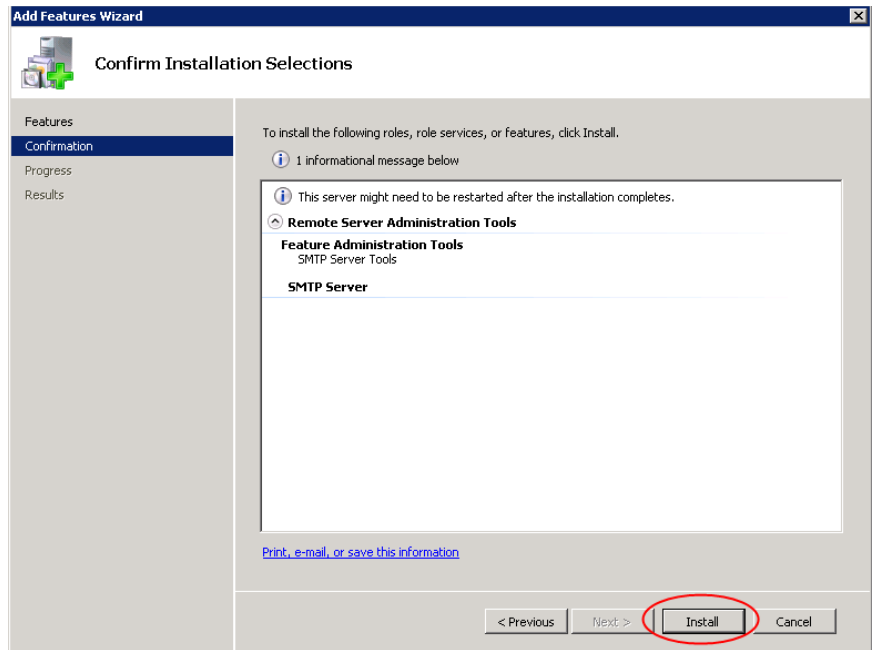 Add Features Wizard
Confirm Installation Selections
Features
Confirmation
Progress
Results
To install the following roles, role services, or features, click Install.
1 informational message below
This server might need to be restarted after the installation completes.
Remote Server Administration Tools
Feature Administration Tools
SMTP Server Tools
SMTP Server
Print, e-mail, or save this information
< Previous
Next >
Install
Cancel